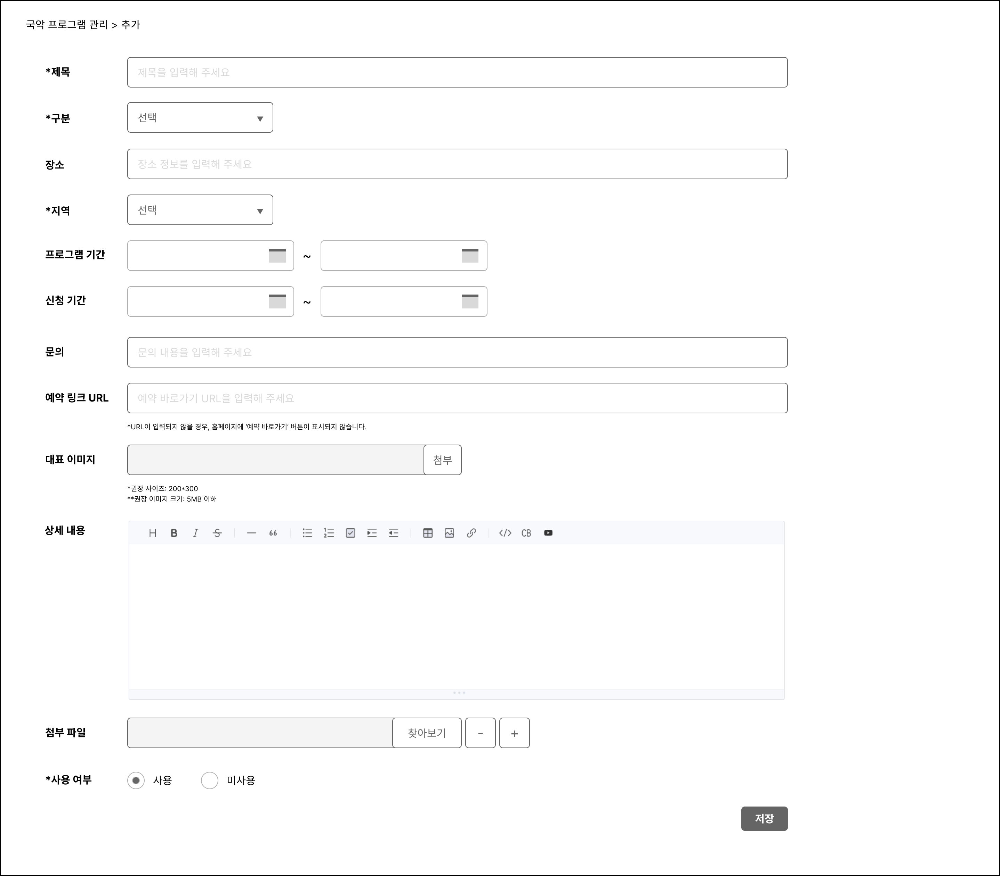 국악 프로그램 관리 > 추가
*제목
제목을 입력해 주세요
*구분
선택 ▼
장소
장소 정보를 입력해 주세요
*지역
선택 ▼
프로그램 기간
~
신청 기간
~
문의
문의 내용을 입력해 주세요
예약 링크 URL
예약 바로가기 URL을 입력해 주세요
*URL이 입력되지 않을 경우, 홈페이지에 ‘예약 바로가기’ 버튼이 표시되지 않습니다.
대표 이미지
첨부
*권장 사이즈: 200*300
**권장 이미지 크기: 5MB 이하
상세 내용
H B I S — “ </> CB
첨부 파일
찾아보기 - +
*사용 여부
사용 미사용
저장